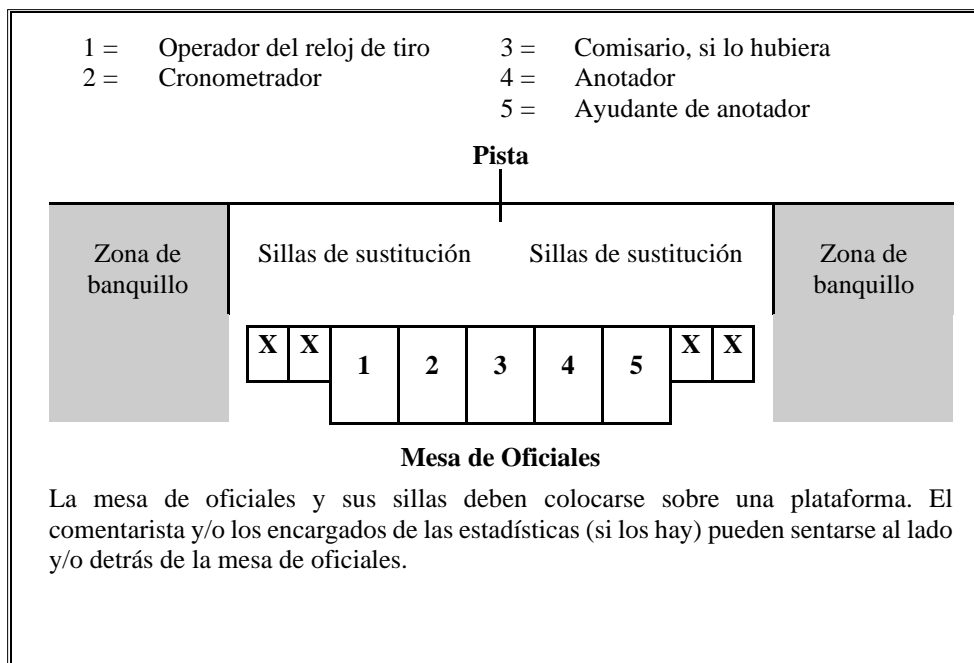 1 = Operador del reloj de tiro 3 = Comisario, si lo hubiera
2 = Cronometrador 4 = Anotador
5 = Ayudante de anotador
Pista
Zona de banquillo
Sillas de sustitución
Sillas de sustitución
Zona de banquillo
X X 1 2 3 4 5 X X
Mesa de Oficiales
La mesa de oficiales y sus sillas deben colocarse sobre una plataforma. El
comentarista y/o los encargados de las estadísticas (si los hay) pueden sentarse al lado
y/o detrás de la mesa de oficiales.